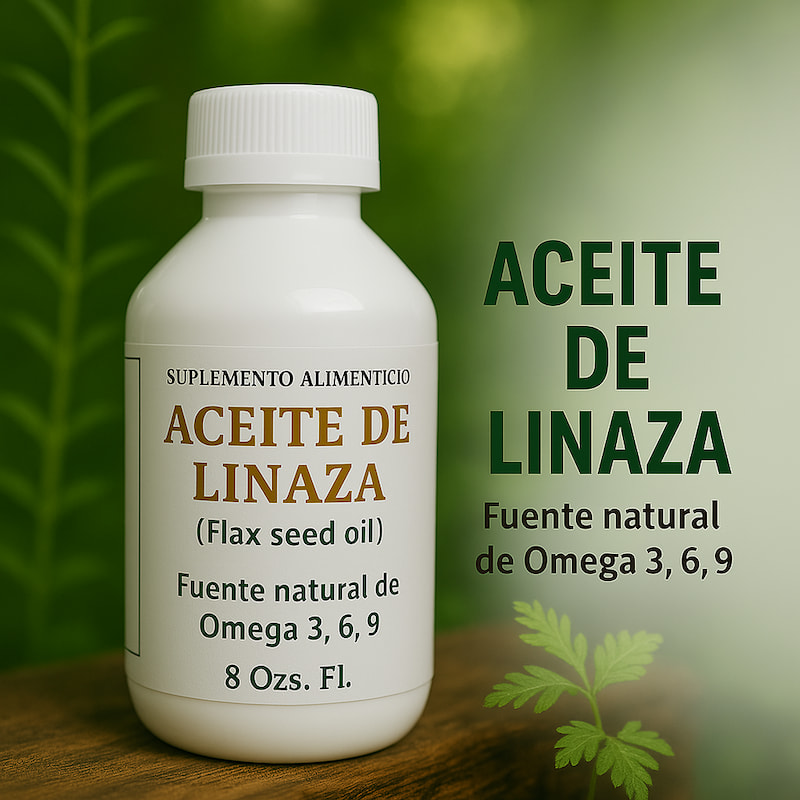 SUPLEMENTO ALIMENTICIO
ACEITE DE
LINAZA
(Flax seed oil)
Fuente natural de
Omega 3, 6, 9
8 Ozs. Fl.
ACEITE
DE
LINAZA
Fuente natural
de Omega 3, 6, 9